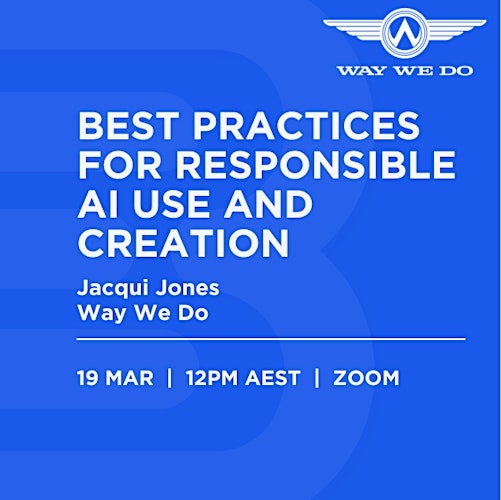 WAY WE DO
BEST PRACTICES
FOR RESPONSIBLE
AI USE AND
CREATION
Jacqui Jones
Way We Do
19 MAR | 12PM AEST | ZOOM